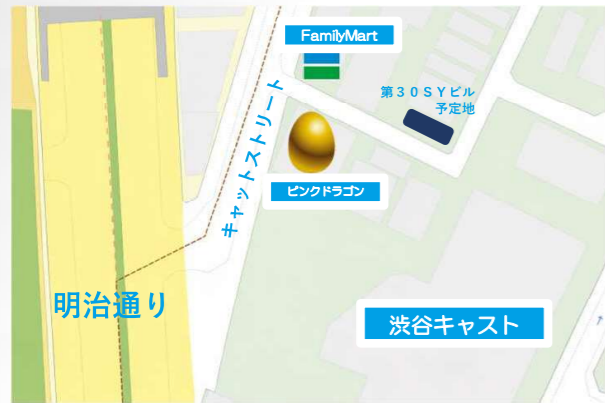 FamilyMart
第30SYビル
予定地
キャットストリート
ピンクドラゴン
明治通り
渋谷キャスト